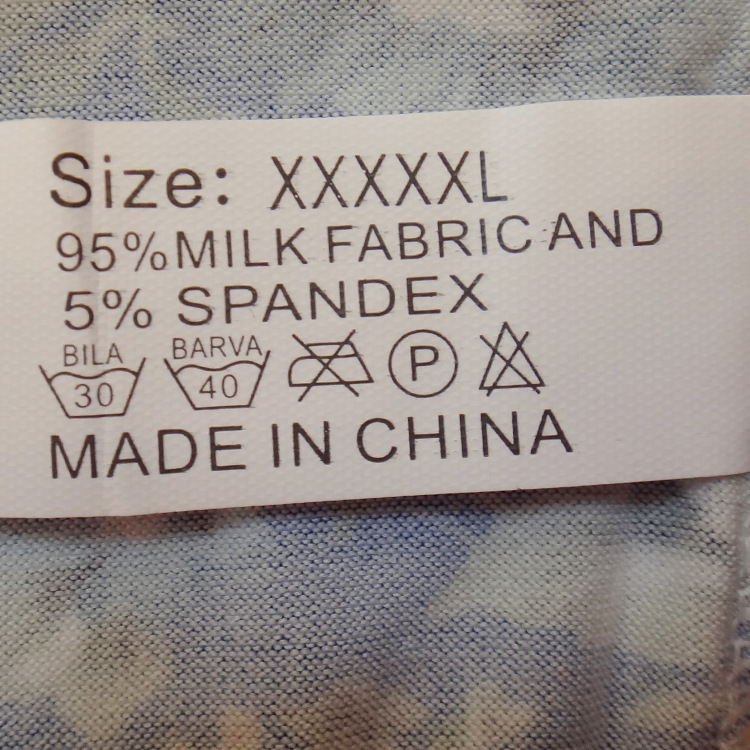 Size: XXXXXL
95% MILK FABRIC AND
5% SPANDEX
BILA BARVA
30 40 P
MADE IN CHINA